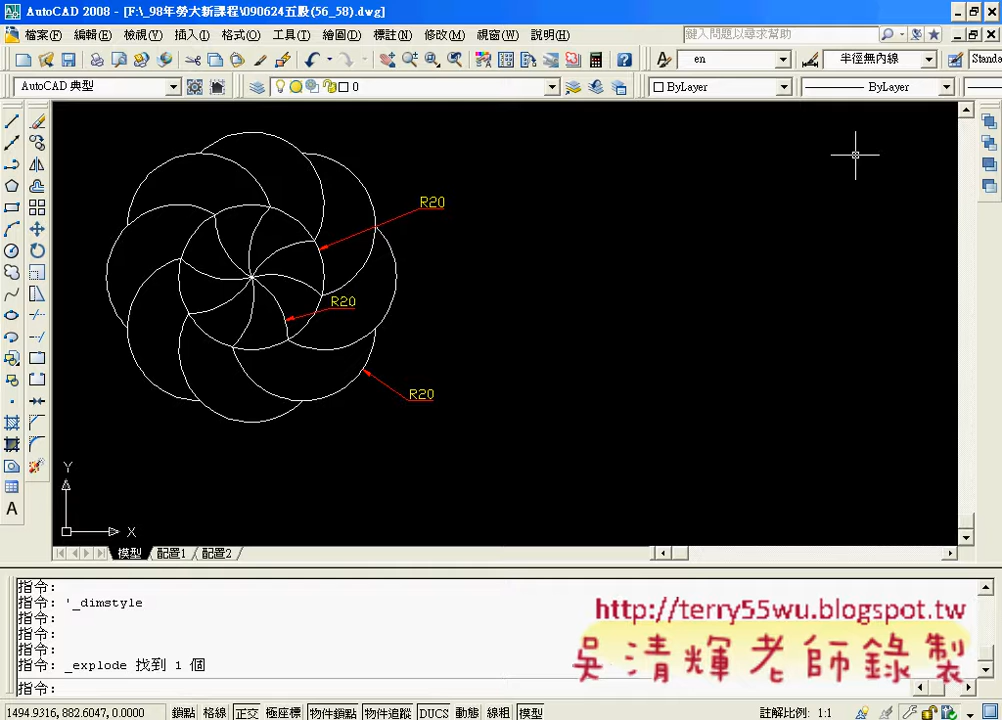 AutoCAD 2008 - [F:\_98年勞大新課程\090624五股(56_58).dwg]
檔案(F) 編輯(E) 檢視(V) 插入(I) 格式(O) 工具(T) 繪圖(D) 標註(N) 修改(M) 視窗(W) 說明(H) 鍵入問題以尋求幫助
en 半徑無內線 Standa
AutoCAD 典型 0 ByLayer ByLayer
R20
R20
R20
Y
X
A
模型 配置1 配置2
指令:
指令: '_dimstyle
指令:
指令:
指令:
指令: _explode 找到 1 個
指令:
http://terry55wu.blogspot.tw
吳清輝老師錄製
1494.9316, 882.6047, 0.0000 鎖點 格線 正交 極座標 物件鎖點 物件追蹤 DUCS 動態 線粗 模型 註解比例: 1:1